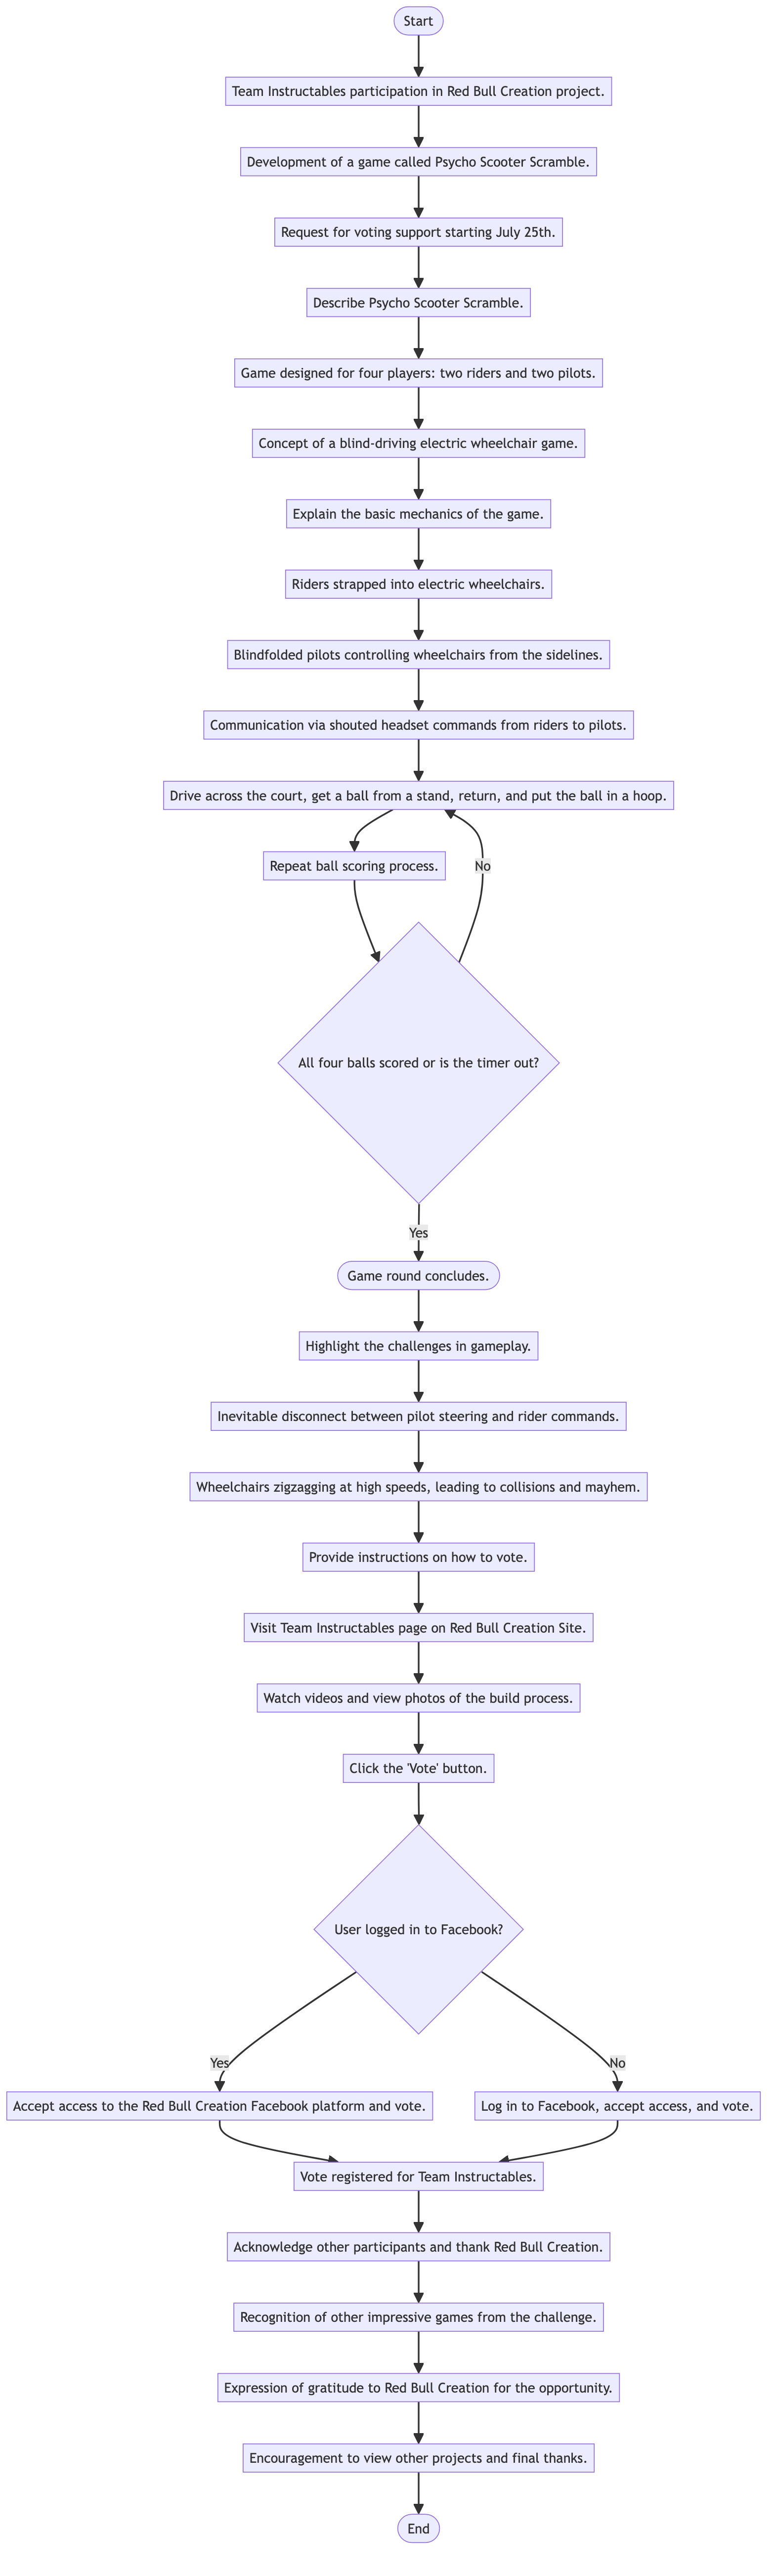 Start
Team Instructables participation in Red Bull Creation project.
Development of a game called Psycho Scooter Scramble.
Request for voting support starting July 25th.
Describe Psycho Scooter Scramble.
Game designed for four players: two riders and two pilots.
Concept of a blind-driving electric wheelchair game.
Explain the basic mechanics of the game.
Riders strapped into electric wheelchairs.
Blindfolded pilots controlling wheelchairs from the sidelines.
Communication via shouted headset commands from riders to pilots.
Drive across the court, get a ball from a stand, return, and put the ball in a hoop.
Repeat ball scoring process.
No
All four balls scored or is the timer out?
Yes
Game round concludes.
Highlight the challenges in gameplay.
Inevitable disconnect between pilot steering and rider commands.
Wheelchairs zigzagging at high speeds, leading to collisions and mayhem.
Provide instructions on how to vote.
Visit Team Instructables page on Red Bull Creation Site.
Watch videos and view photos of the build process.
Click the 'Vote' button.
User logged in to Facebook?
Yes
No
Accept access to the Red Bull Creation Facebook platform and vote.
Log in to Facebook, accept access, and vote.
Vote registered for Team Instructables.
Acknowledge other participants and thank Red Bull Creation.
Recognition of other impressive games from the challenge.
Expression of gratitude to Red Bull Creation for the opportunity.
Encouragement to view other projects and final thanks.
End